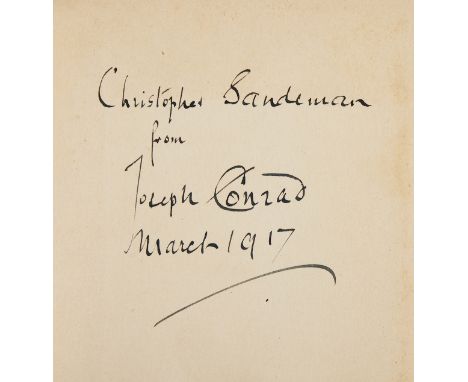 Christopher Sandeman
from
Joseph Conrad
March 1917